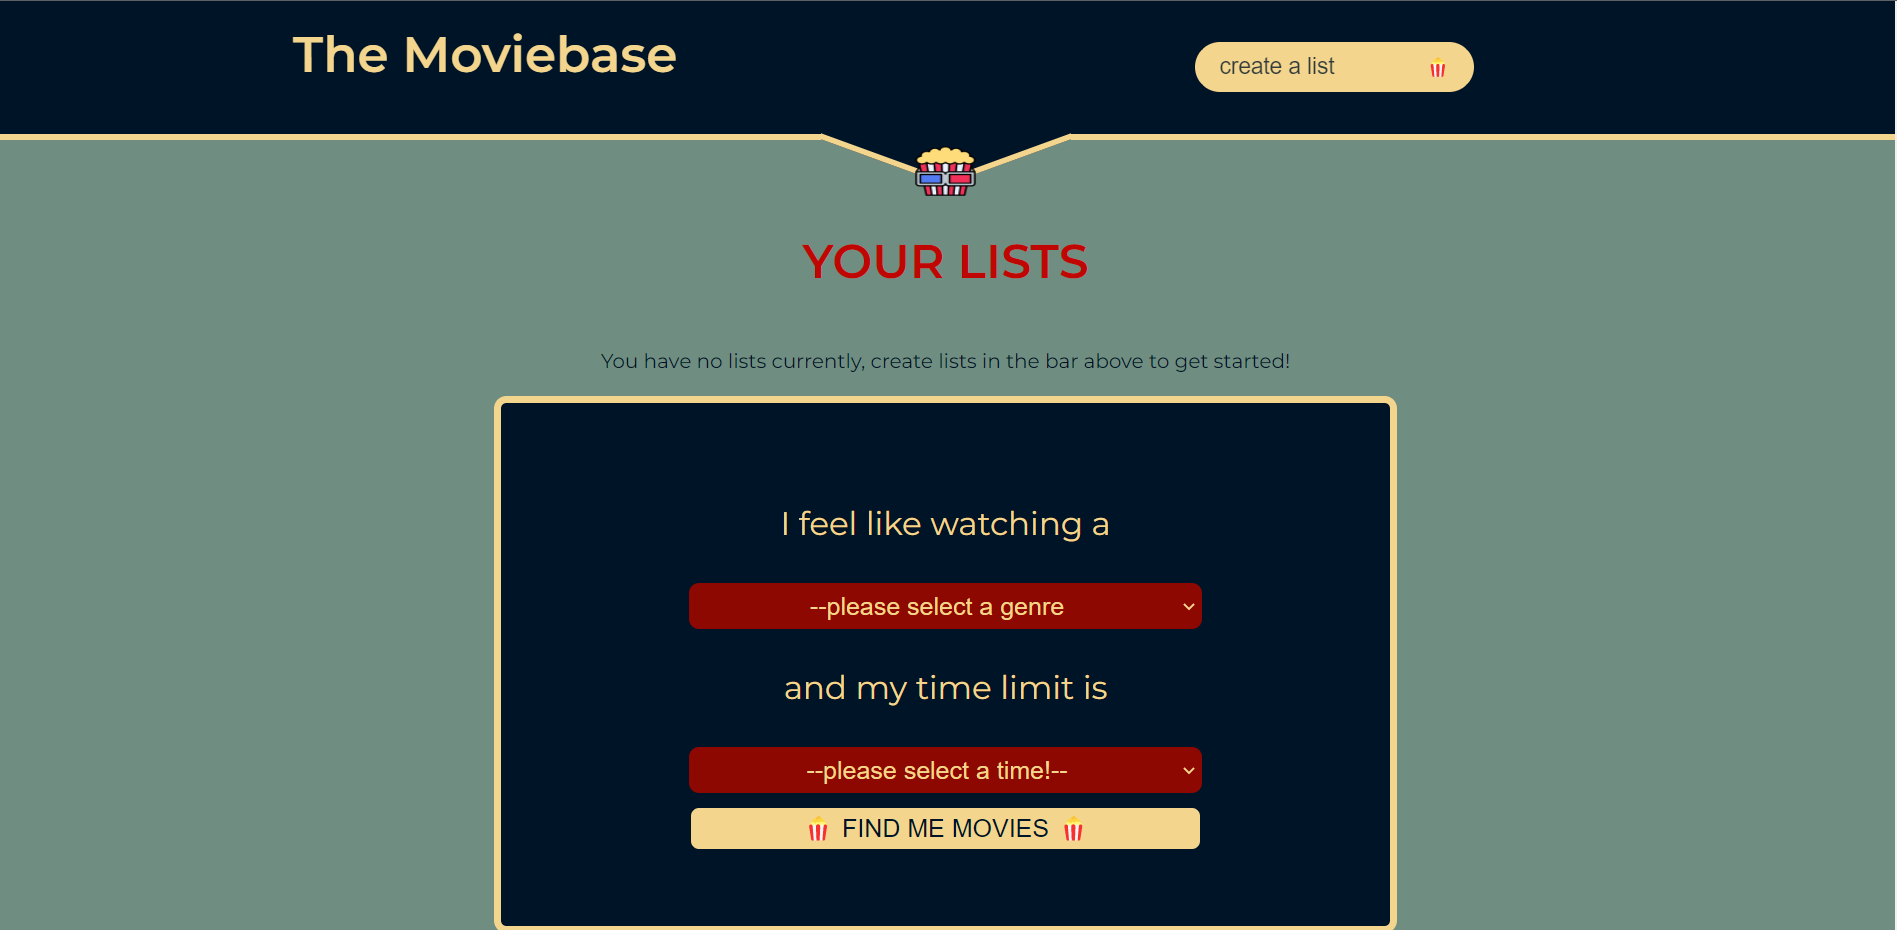 The Moviebase
create a list
YOUR LISTS
You have no lists currently, create lists in the bar above to get started!
I feel like watching a
--please select a genre
and my time limit is
--please select a time!--
FIND ME MOVIES